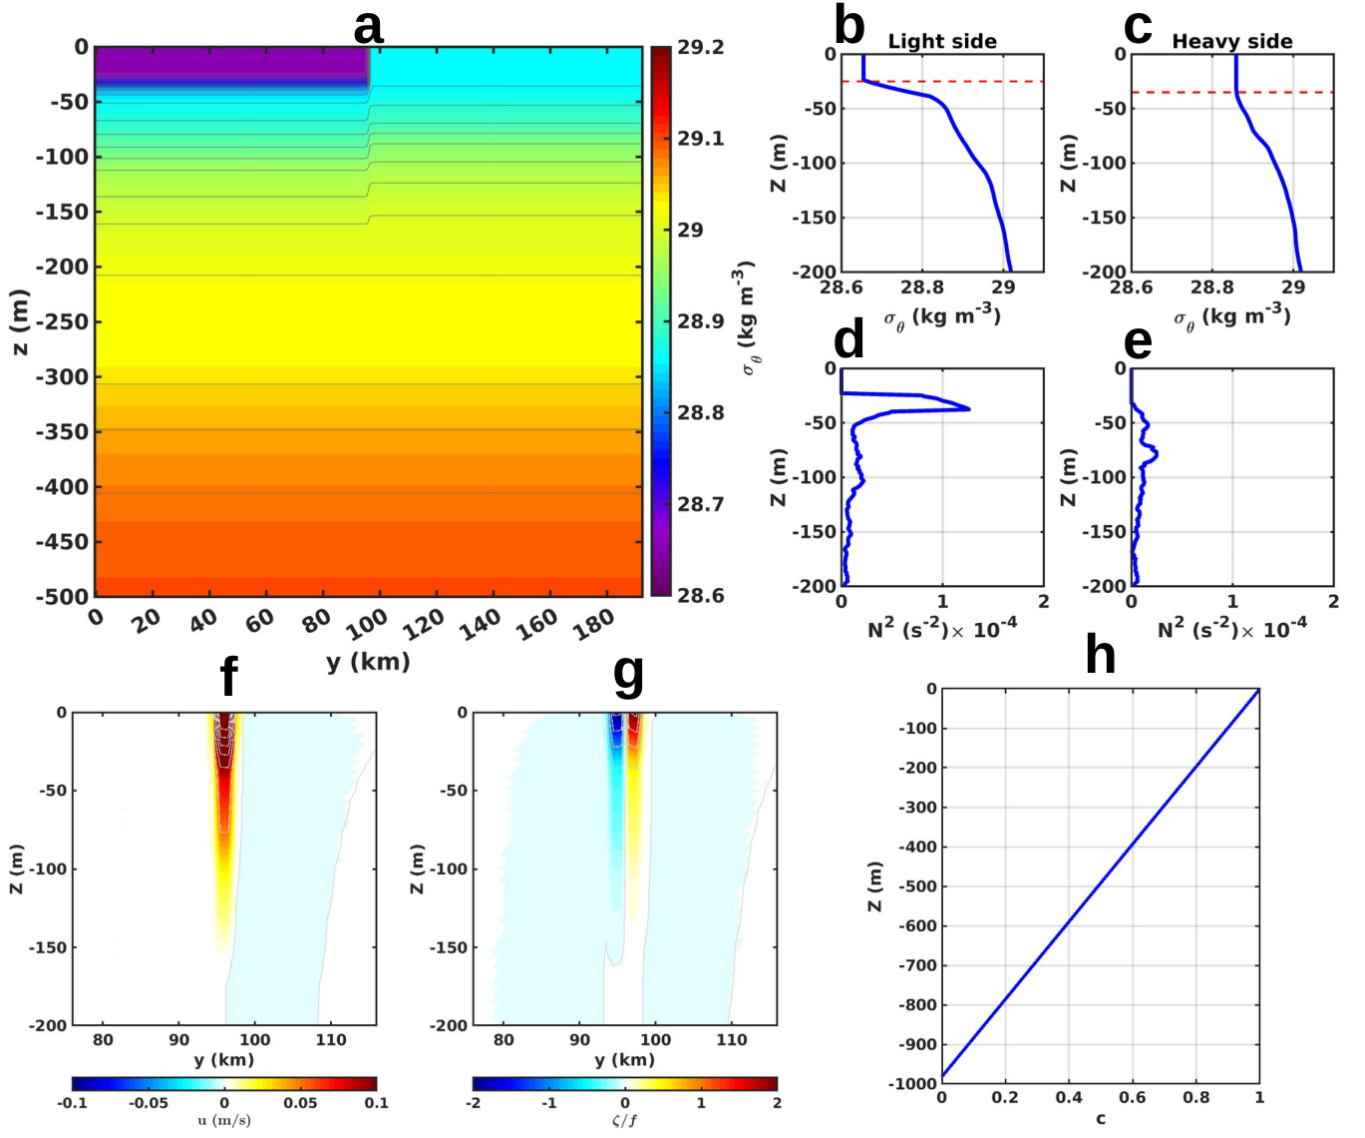 a
0
-50
-100
-150
-200
-250
-300
-350
-400
-450
-500
z (m)
0 20 40 60 80 100 120 140 160 180
y (km)
29.2
29.1
29
28.9
28.8
28.7
28.6
σθ (kg m-3)
b
Light side
0
-50
-100
-150
-200
Z (m)
28.6 28.8 29
σθ (kg m-3)
c
Heavy side
0
-50
-100
-150
-200
Z (m)
28.6 28.8 29
σθ (kg m-3)
d
0
-50
-100
-150
-200
Z (m)
0 1 2
N2 (s-2)× 10-4
e
0
-50
-100
-150
-200
Z (m)
0 1 2
N2 (s-2)× 10-4
f
0
-50
-100
-150
-200
Z (m)
80 90 100 110
y (km)
-0.1 -0.05 0 0.05 0.1
u (m/s)
g
0
-50
-100
-150
-200
Z (m)
80 90 100 110
y (km)
-2 -1 0 1 2
ζ/f
h
0
-100
-200
-300
-400
-500
-600
-700
-800
-900
-1000
Z (m)
0 0.2 0.4 0.6 0.8 1
c